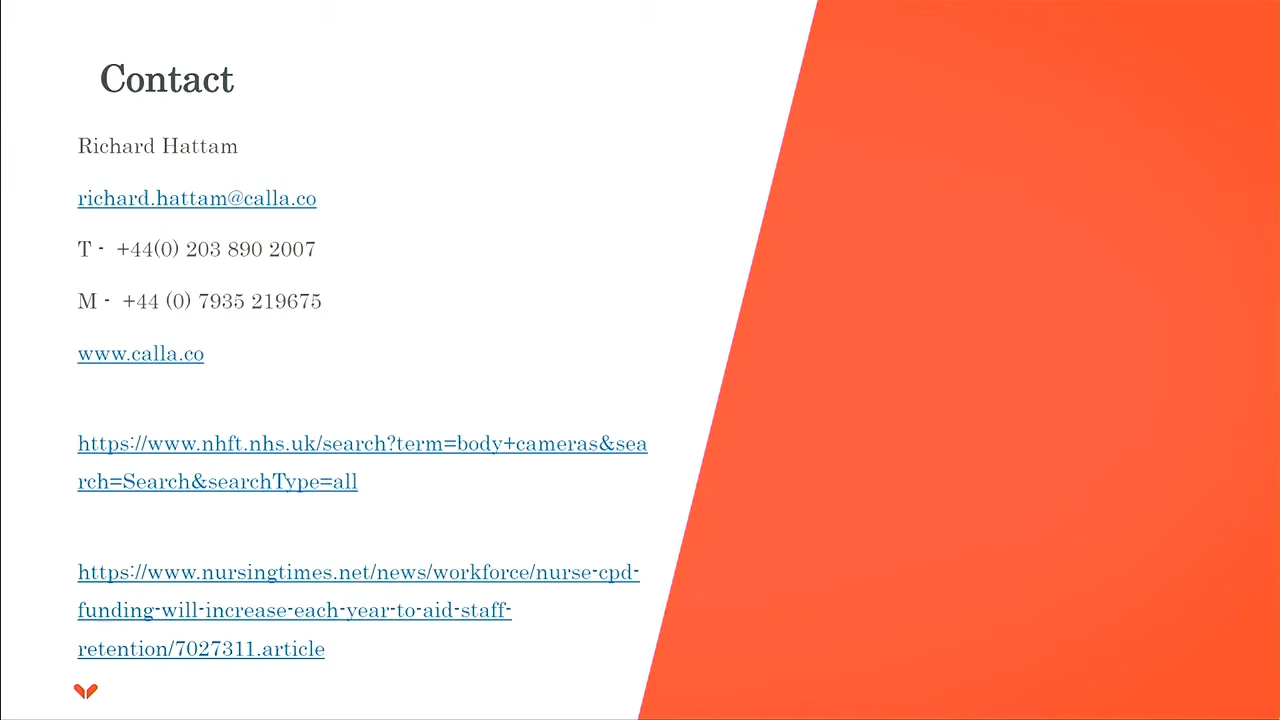 Contact
Richard Hattam
richard.hattam@calla.co
T - +44(0) 203 890 2007
M - +44 (0) 7935 219675
www.calla.co
https://www.nhft.nhs.uk/search?term=body+cameras&sea
rch=Search&searchType=all
https://www.nursingtimes.net/news/workforce/nurse-cpd-
funding-will-increase-each-year-to-aid-staff-
retention/7027311.article